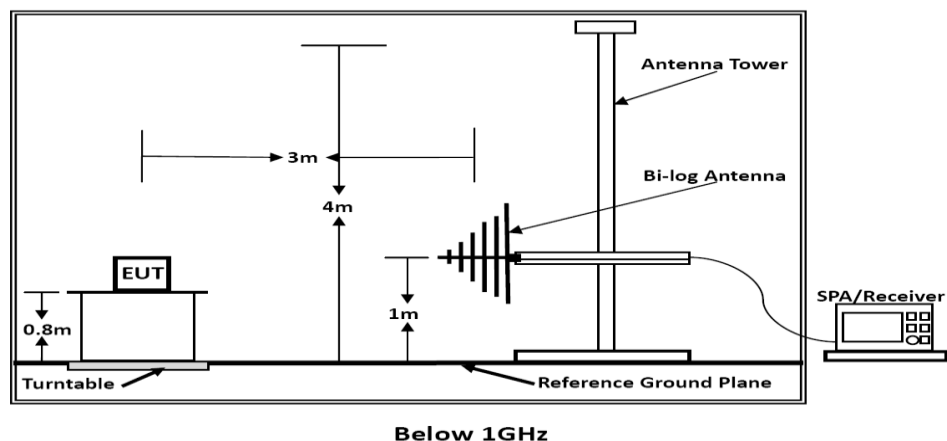 Antenna Tower
3m
Bi-log Antenna
4m
EUT
SPA/Receiver
0.8m
1m
Turntable
Reference Ground Plane
Below 1GHz